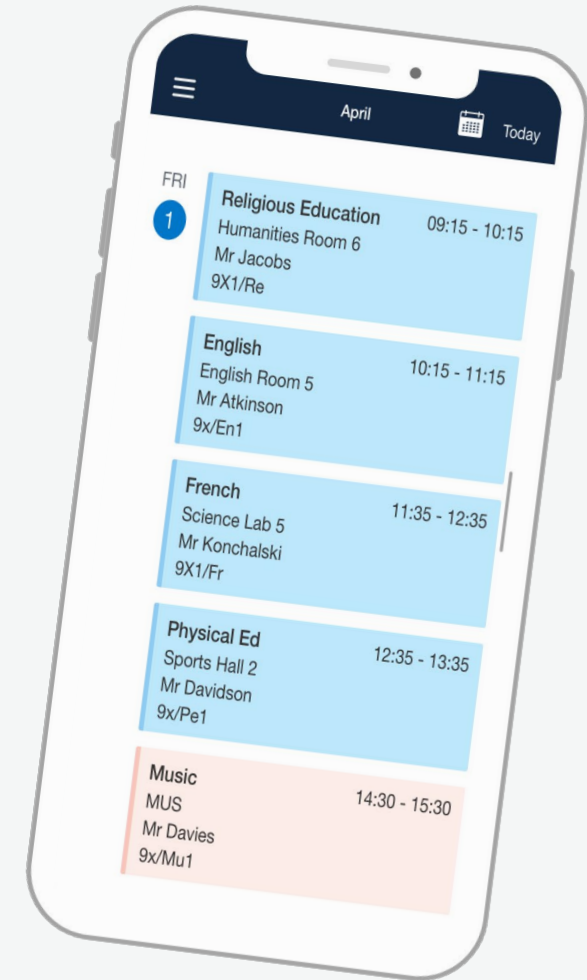 April
Today
FRI
1
Religious Education 09:15 - 10:15
Humanities Room 6
Mr Jacobs
9X1/Re
English 10:15 - 11:15
English Room 5
Mr Atkinson
9x/En1
French 11:35 - 12:35
Science Lab 5
Mr Konchalski
9X1/Fr
Physical Ed 12:35 - 13:35
Sports Hall 2
Mr Davidson
9x/Pe1
Music 14:30 - 15:30
MUS
Mr Davies
9x/Mu1